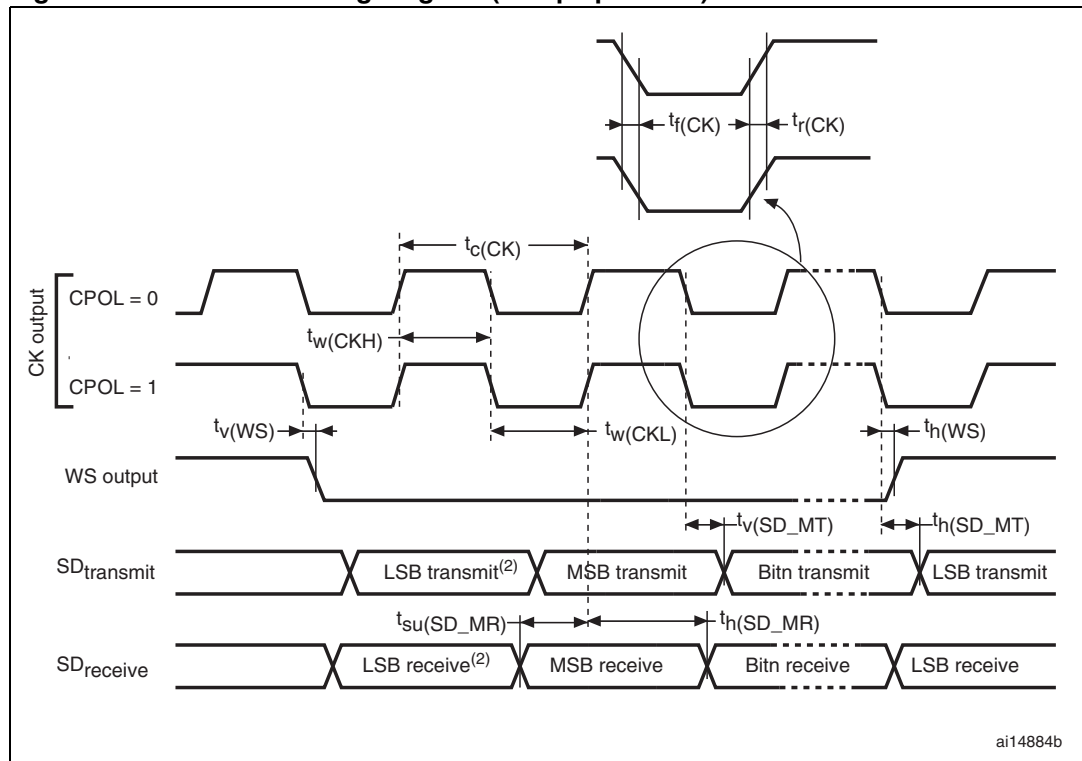 tf(CK)
tr(CK)
tc(CK)
CK output
CPOL = 0
tw(CKH)
CPOL = 1
tv(WS)
tw(CKL)
th(WS)
WS output
tv(SD_MT)
th(SD_MT)
SDtransmit
LSB transmit(2)
MSB transmit
Bitn transmit
LSB transmit
tsu(SD_MR)
th(SD_MR)
SDreceive
LSB receive(2)
MSB receive
Bitn receive
LSB receive
ai14884b